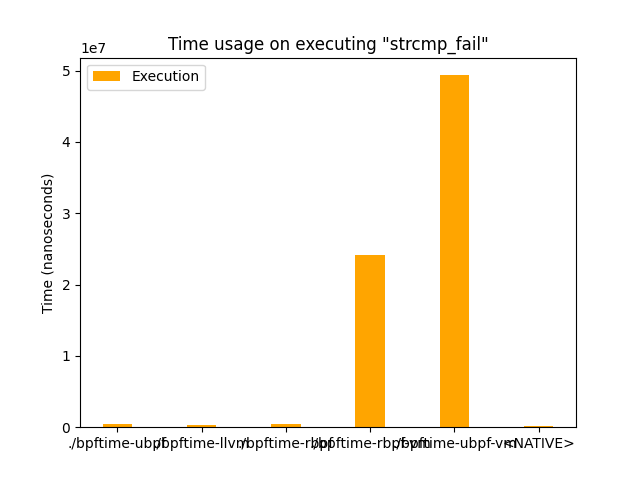 Time usage on executing "strcmp_fail"
1e7
Execution
5
4
3
2
1
0
Time (nanoseconds)
./bpftime-ubpf ./bpftime-llvm ./bpftime-rbpf ./bpftime-rbpf-vm ./bpftime-ubpf-vm <NATIVE>